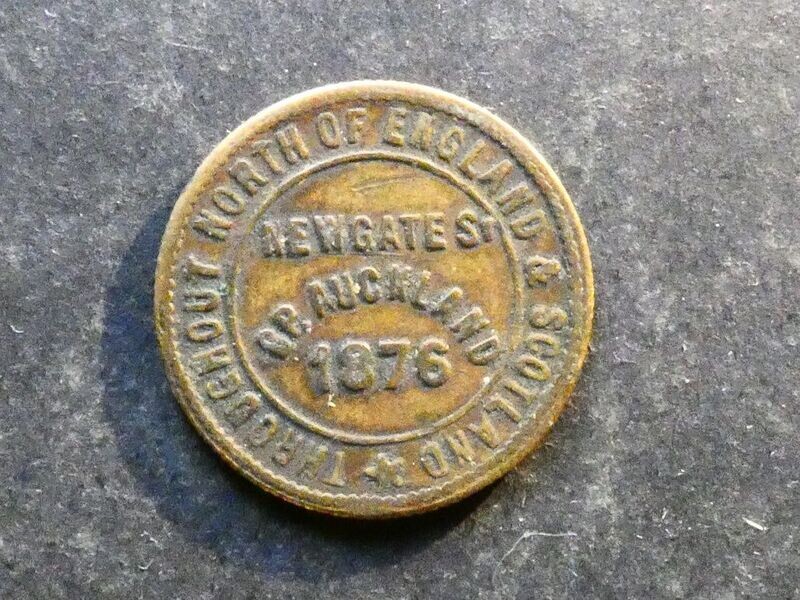 THROUGHOUT NORTH OF ENGLAND & SCOTLAND
NEWGATE ST
BP. AUCKLAND
1876